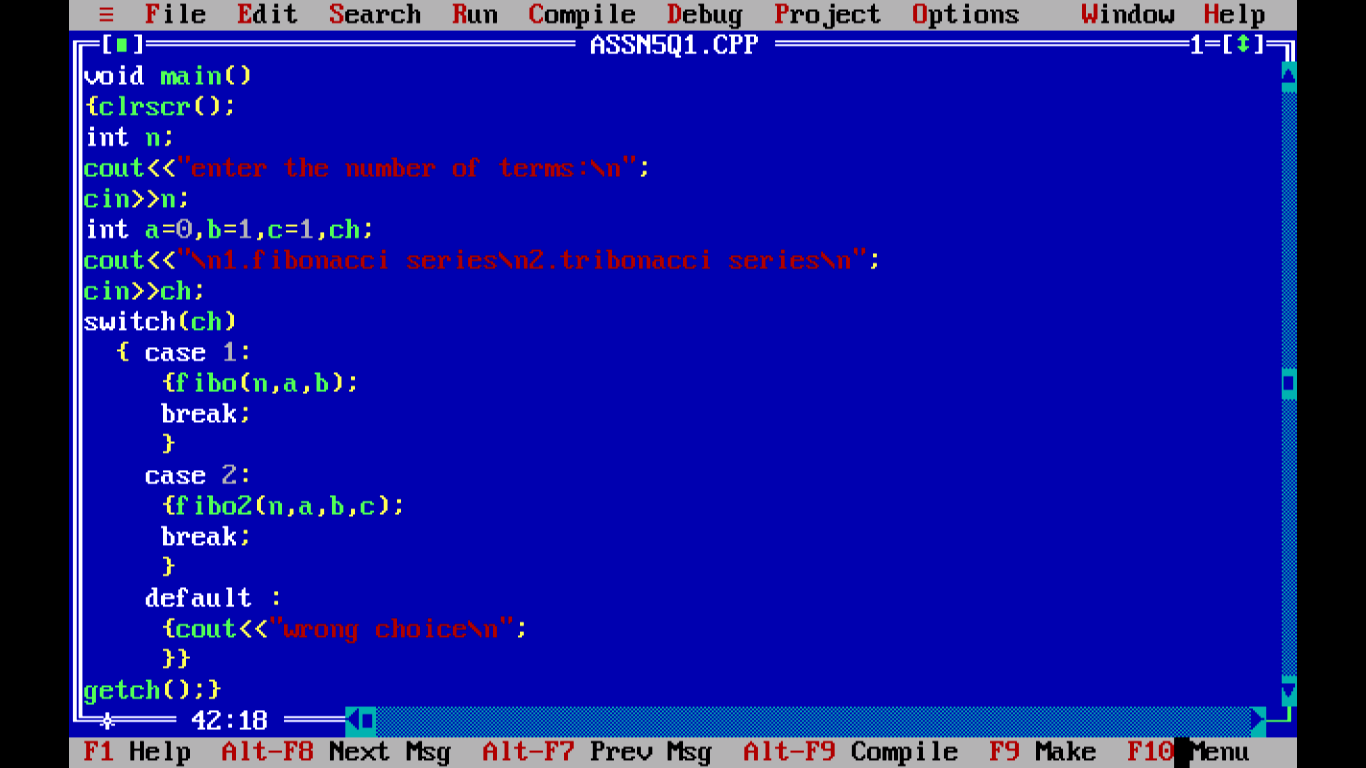 ≡ File Edit Search Run Compile Debug Project Options Window Help
[■] ASSN5Q1.CPP 1=[↕]
void main()
{clrscr();
int n;
cout<<"enter the number of terms:\n";
cin>>n;
int a=0,b=1,c=1,ch;
cout<<"\n1.fibonacci series\n2.tribonacci series\n";
cin>>ch;
switch(ch)
{ case 1:
{fibo(n,a,b);
break;
}
case 2:
{fibo2(n,a,b,c);
break;
}
default :
{cout<<"wrong choice\n";
}}
getch();}
42:18
F1 Help Alt-F8 Next Msg Alt-F7 Prev Msg Alt-F9 Compile F9 Make F10 Menu